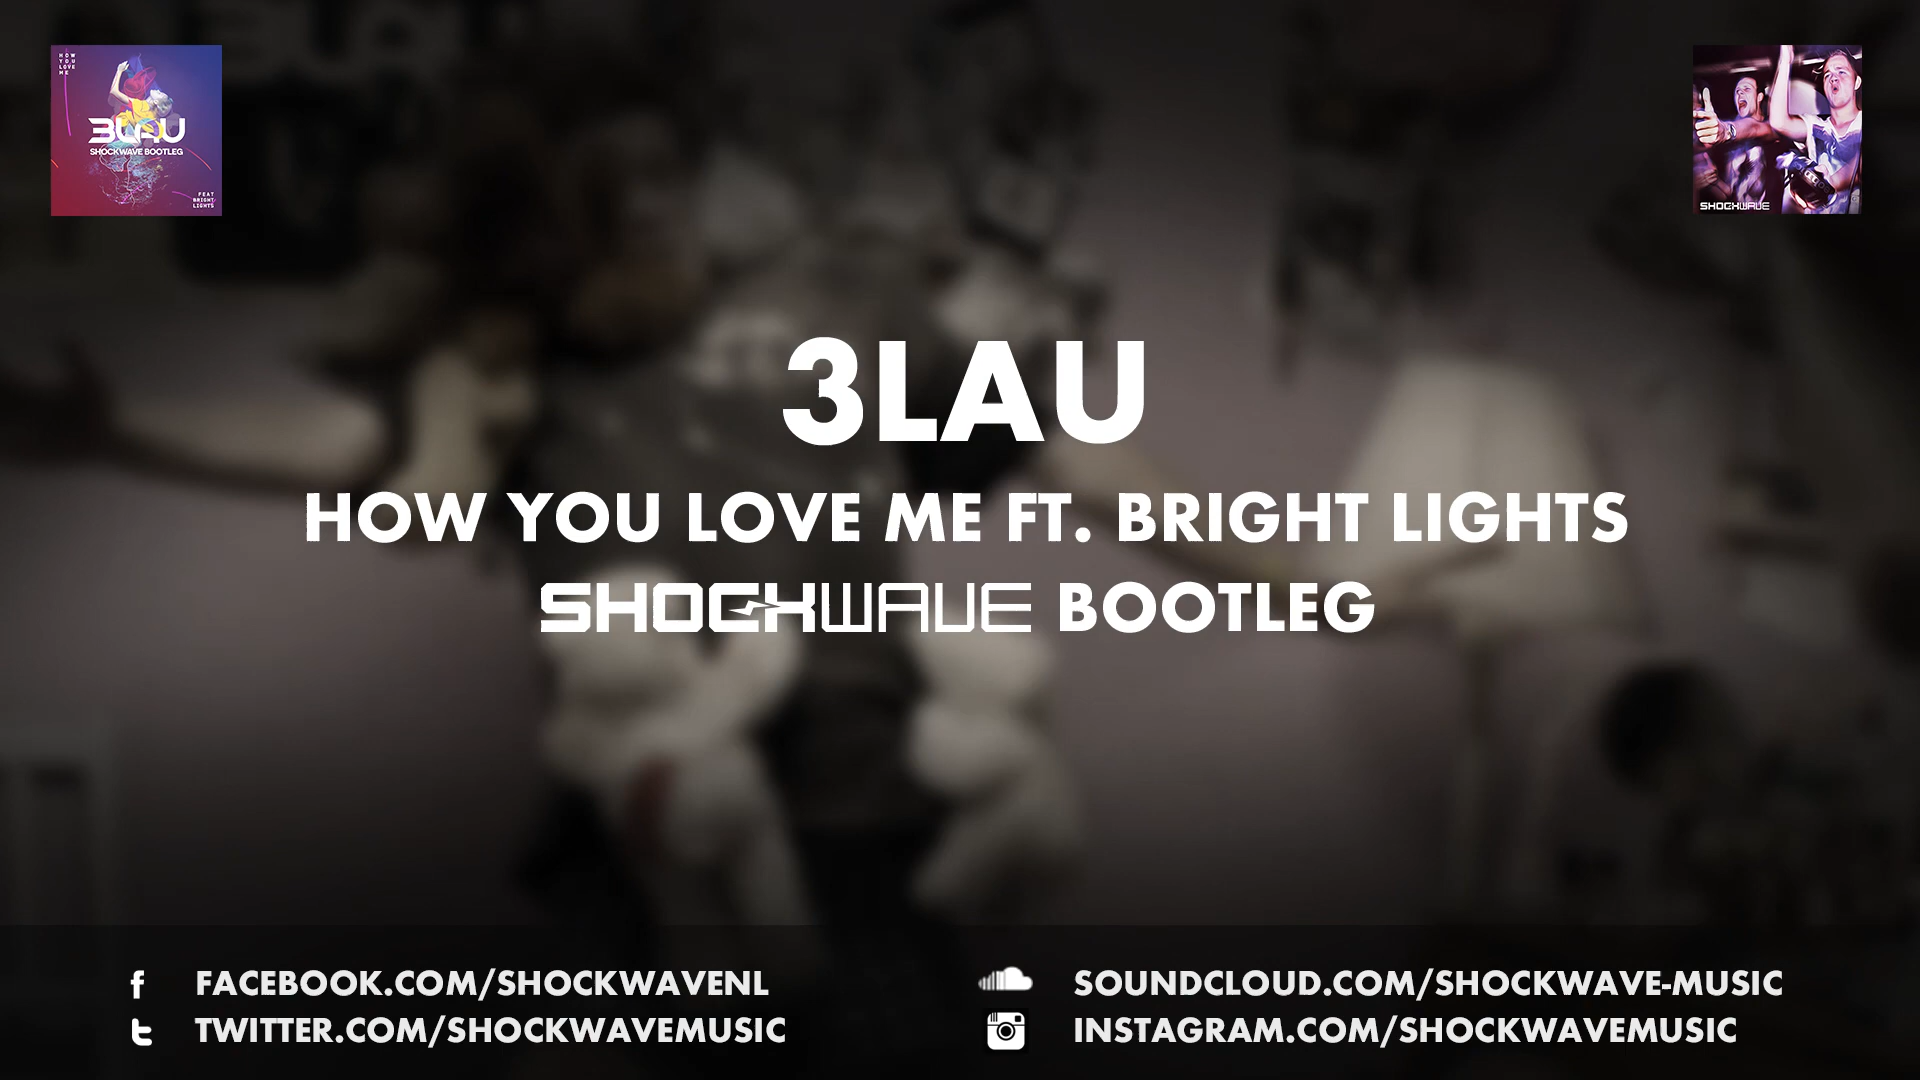 HOW
YOU
LOVE
ME
3LAU
SHOCKWAVE BOOTLEG
FEAT
BRIGHT
LIGHTS
SHOCKWAVE
3LAU
HOW YOU LOVE ME FT. BRIGHT LIGHTS
SHOCKWAVE BOOTLEG
FACEBOOK.COM/SHOCKWAVENL
TWITTER.COM/SHOCKWAVEMUSIC
SOUNDCLOUD.COM/SHOCKWAVE-MUSIC
INSTAGRAM.COM/SHOCKWAVEMUSIC